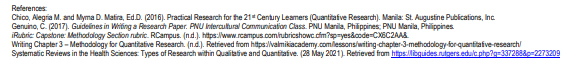 References:
Chico, Alegria M. and Myrna D. Matira, Ed.D. (2016). Practical Research for the 21st Century Learners (Quantitative Research). Manila: St. Augustine Publications, Inc.
Genuino, C. (2017). Guidelines in Writing a Research Paper. PNU Intercultural Communication Class. PNU Manila, Philippines; PNU Manila, Philippines.
iRubric: Capstone: Methodology Section rubric. RCampus. (n.d.). https://www.rcampus.com/rubricshowc.cfm?sp=yes&code=CX6C2AA&.
Writing Chapter 3 – Methodology for Quantitative Research. (n.d.). Retrieved from https://valmikiacademy.com/lessons/writing-chapter-3-methodology-for-quantitative-research/
Systematic Reviews in the Health Sciences: Types of Research within Qualitative and Quantitative. (28 May 2021). Retrieved from https://libguides.rutgers.edu/c.php?g=337288&p=2273209